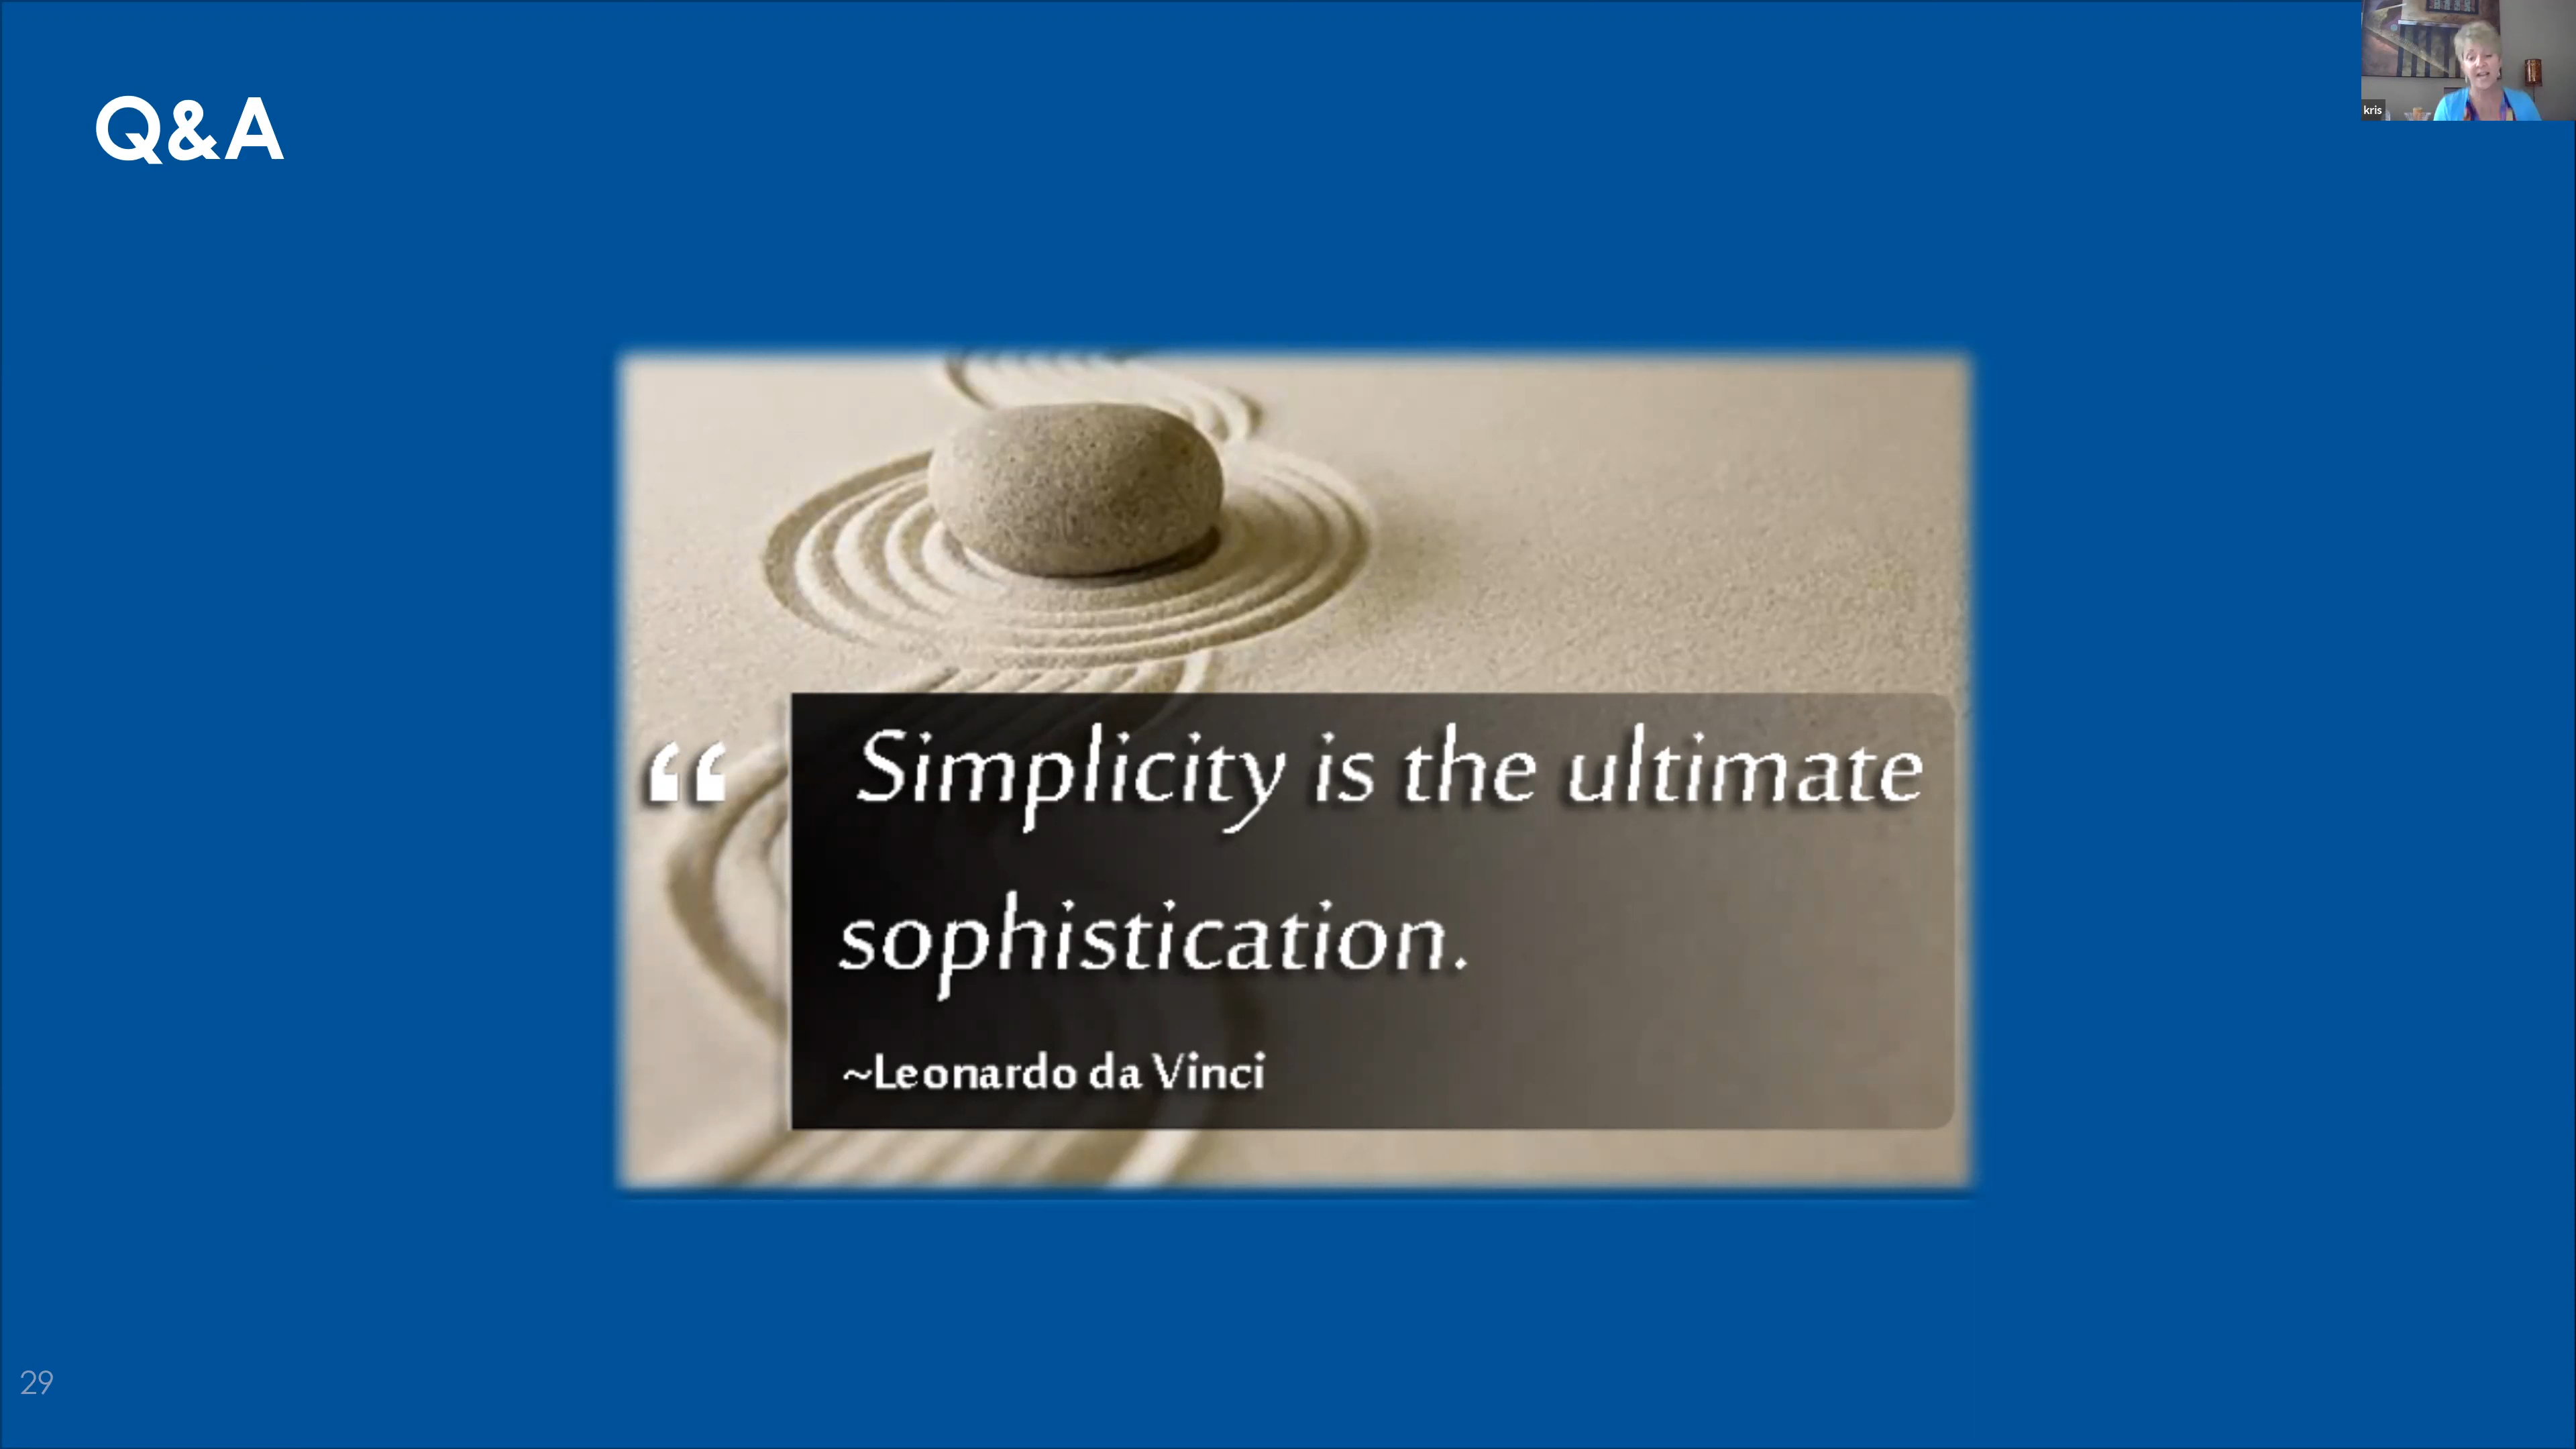 Q&A
kris
“ Simplicity is the ultimate
sophistication.
~Leonardo da Vinci
29